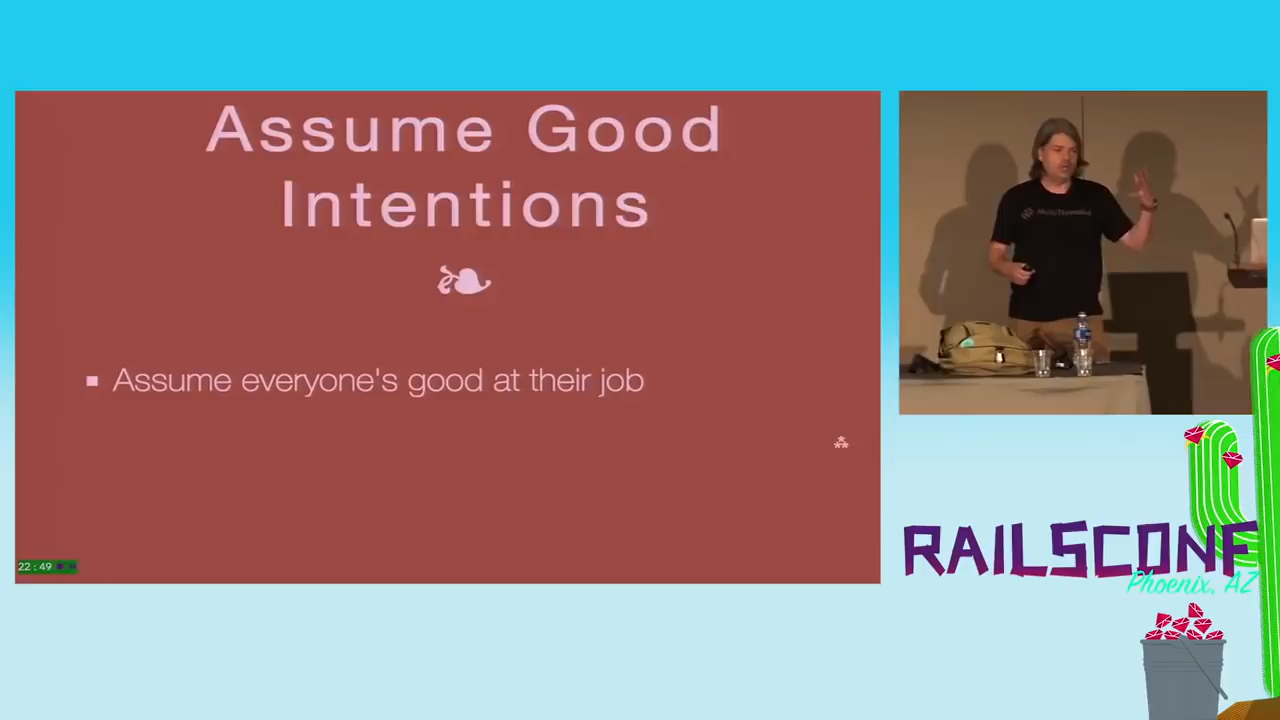 Assume Good
Intentions
Assume everyone's good at their job
22:49
RAILSCONF
Phoenix, AZ